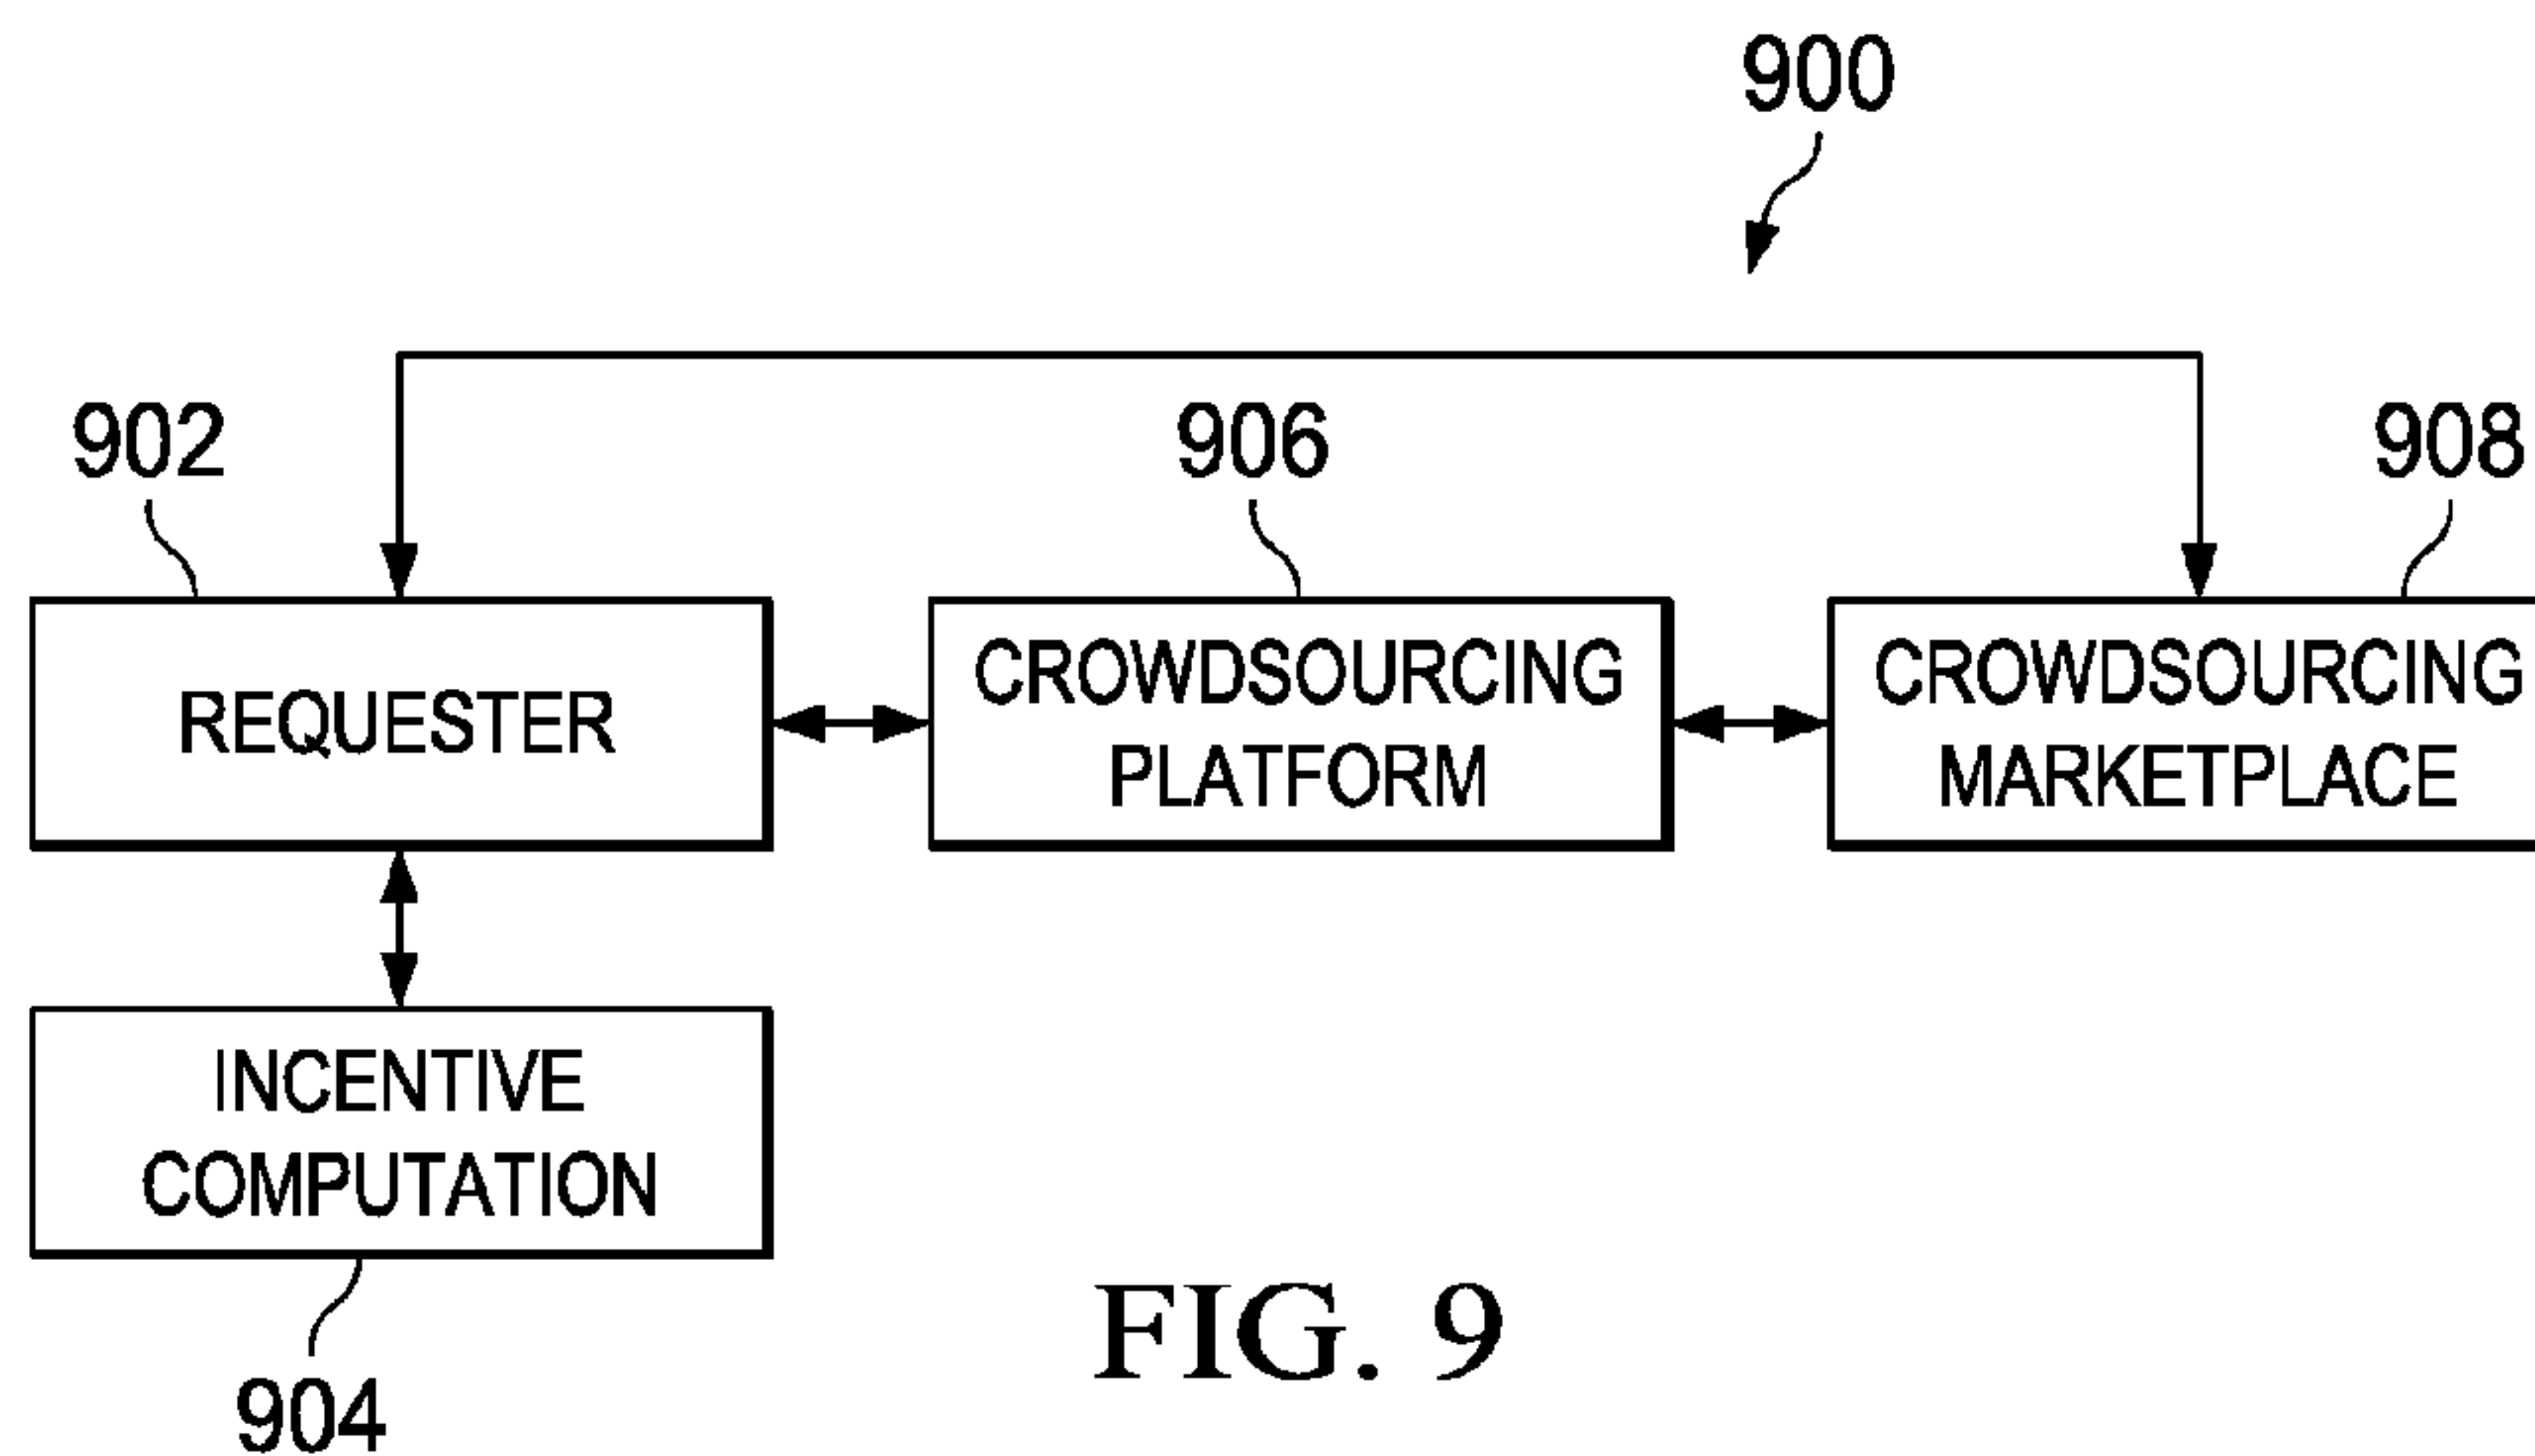 900
902
906
908
REQUESTER
CROWDSOURCING
PLATFORM
CROWDSOURCING
MARKETPLACE
INCENTIVE
COMPUTATION
904
FIG. 9